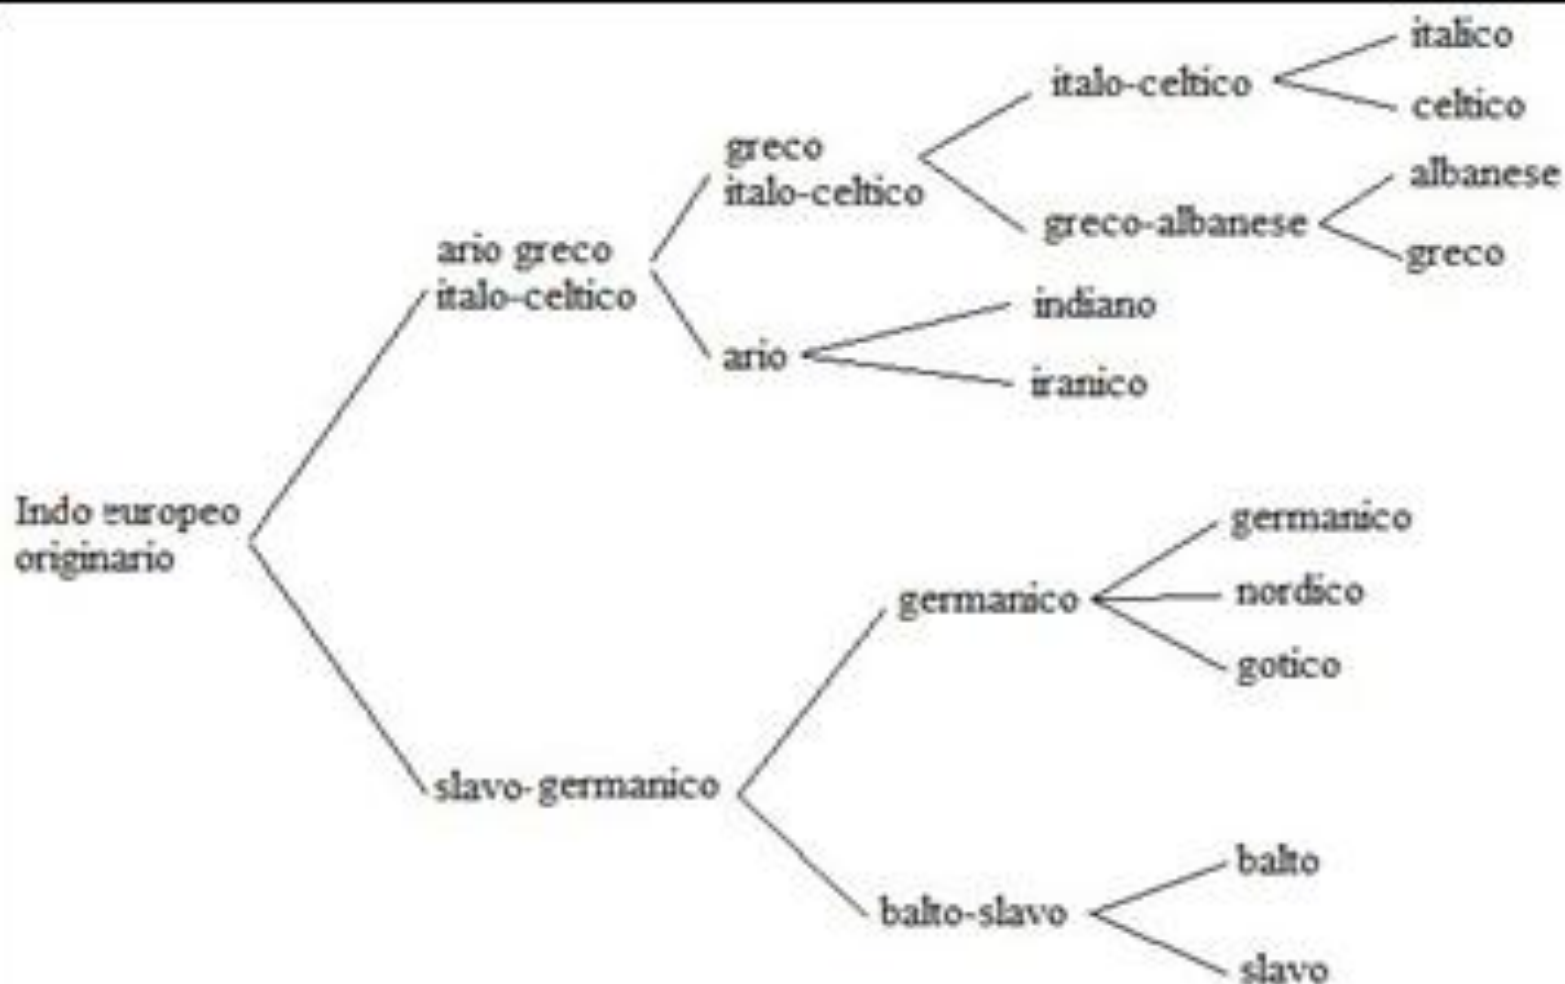 italico
italo-celtico
celtico
greco
italo-celtico
albanese
greco-albanese
greco
ario greco
italo-celtico
indiano
ario
iranico
Indo europeo
originario
germanico
germanico
nordico
gotico
slavo-germanico
balto
balto-slavo
slavo